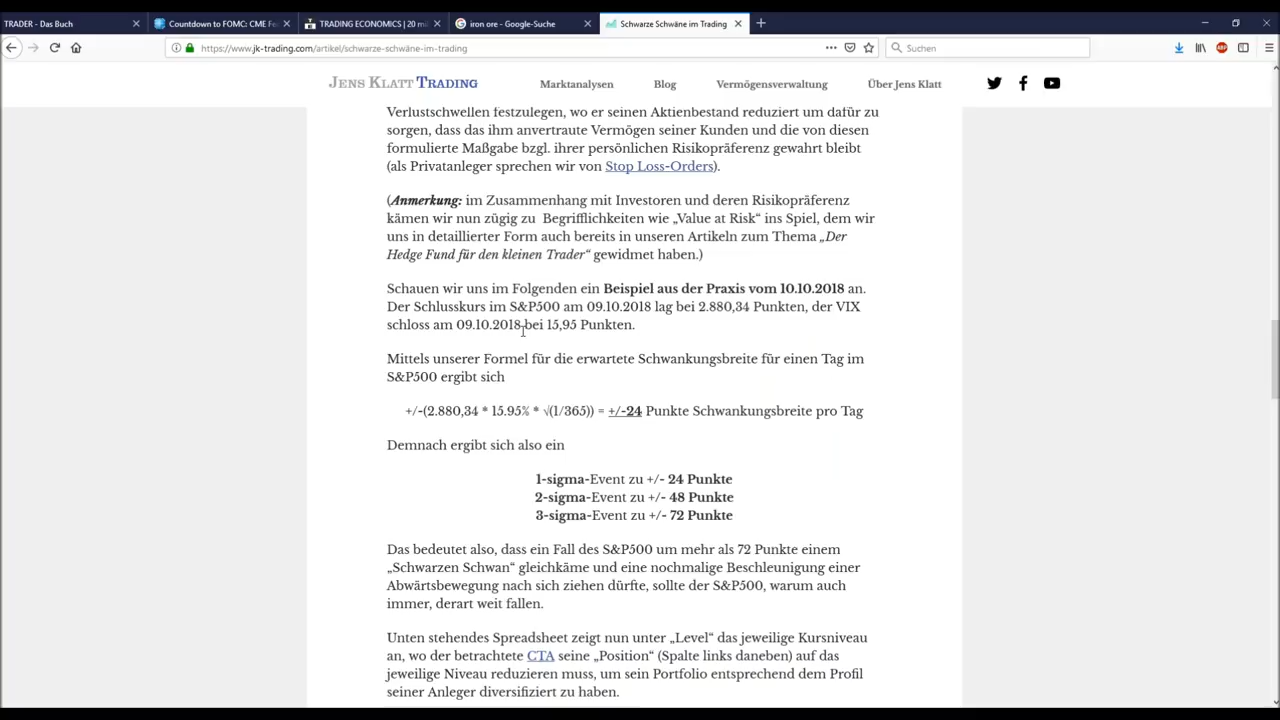 TRADER - Das Buch
Countdown to FOMC: CME Fe
TRADING ECONOMICS | 20 mi
iron ore - Google-Suche
Schwarze Schwäne im Trading
https://www.jk-trading.com/artikel/schwarze-schwäne-im-trading
Suchen
ABP
JENS KLATT TRADING
Marktanalysen
Blog
Vermögensverwaltung
Über Jens Klatt
Verlustschwellen festzulegen, wo er seinen Aktienbestand reduziert um dafür zu
sorgen, dass das ihm anvertraute Vermögen seiner Kunden und die von diesen
formulierte Maßgabe bzgl. ihrer persönlichen Risikopräferenz gewahrt bleibt
(als Privatanleger sprechen wir von Stop Loss-Orders).
(Anmerkung: im Zusammenhang mit Investoren und deren Risikopräferenz
kämen wir nun zügig zu Begrifflichkeiten wie „Value at Risk“ ins Spiel, dem wir
uns in detaillierter Form auch bereits in unseren Artikeln zum Thema „Der
Hedge Fund für den kleinen Trader“ gewidmet haben.)
Schauen wir uns im Folgenden ein Beispiel aus der Praxis vom 10.10.2018 an.
Der Schlusskurs im S&P500 am 09.10.2018 lag bei 2.880,34 Punkten, der VIX
schloss am 09.10.2018 bei 15,95 Punkten.
Mittels unserer Formel für die erwartete Schwankungsbreite für einen Tag im
S&P500 ergibt sich
+/-(2.880,34 * 15.95% * √(1/365)) = +/-24 Punkte Schwankungsbreite pro Tag
Demnach ergibt sich also ein
1-sigma-Event zu +/- 24 Punkte
2-sigma-Event zu +/- 48 Punkte
3-sigma-Event zu +/- 72 Punkte
Das bedeutet also, dass ein Fall des S&P500 um mehr als 72 Punkte einem
„Schwarzen Schwan“ gleichkäme und eine nochmalige Beschleunigung einer
Abwärtsbewegung nach sich ziehen dürfte, sollte der S&P500, warum auch
immer, derart weit fallen.
Unten stehendes Spreadsheet zeigt nun unter „Level“ das jeweilige Kursniveau
an, wo der betrachtete CTA seine „Position“ (Spalte links daneben) auf das
jeweilige Niveau reduzieren muss, um sein Portfolio entsprechend dem Profil
seiner Anleger diversifiziert zu haben.